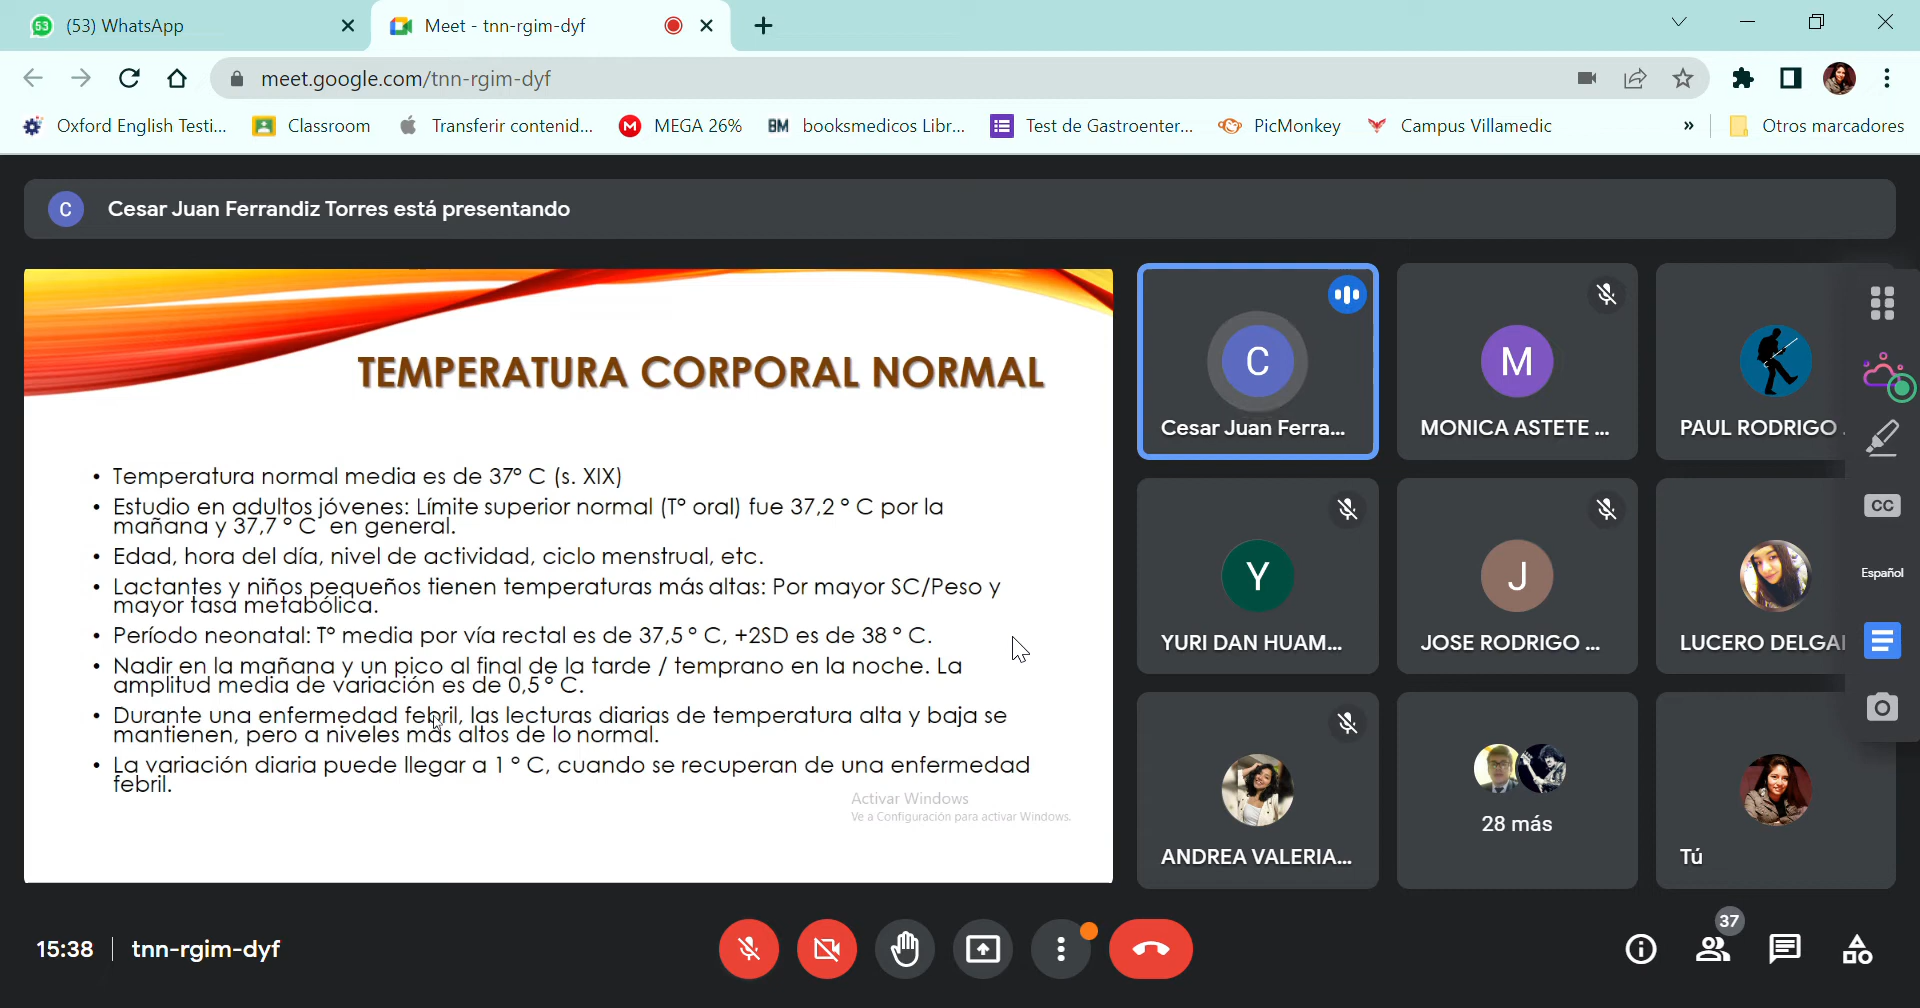 53
(53) WhatsApp
Meet - tnn-rgim-dyf
meet.google.com/tnn-rgim-dyf
Oxford English Testi...
Classroom
Transferir contenid...
M
MEGA 26%
BM
booksmedicos Libr...
Test de Gastroenter...
PicMonkey
Campus Villamedic
»
Otros marcadores
C
Cesar Juan Ferrandiz Torres está presentando
TEMPERATURA CORPORAL NORMAL
• Temperatura normal media es de 37º C (s. XIX)
• Estudio en adultos jóvenes: Límite superior normal (Tº oral) fue 37,2 º C por la
mañana y 37,7 º C en general.
• Edad, hora del día, nivel de actividad, ciclo menstrual, etc.
• Lactantes y niños pequeños tienen temperaturas más altas: Por mayor SC/Peso y
mayor tasa metabólica.
• Período neonatal: Tº media por vía rectal es de 37,5 º C, +2SD es de 38 º C.
• Nadir en la mañana y un pico al final de la tarde / temprano en la noche. La
amplitud media de variación es de 0,5 º C.
• Durante una enfermedad febril, las lecturas diarias de temperatura alta y baja se
mantienen, pero a niveles más altos de lo normal.
• La variación diaria puede llegar a 1 º C, cuando se recuperan de una enfermedad
febril.
Activar Windows
Ve a Configuración para activar Windows.
C
Cesar Juan Ferra...
M
MONICA ASTETE ...
PAUL RODRIGO
Y
YURI DAN HUAM...
J
JOSE RODRIGO ...
LUCERO DELGA
ANDREA VALERIA...
28 más
Tú
CC
Español
15:38
tnn-rgim-dyf
37